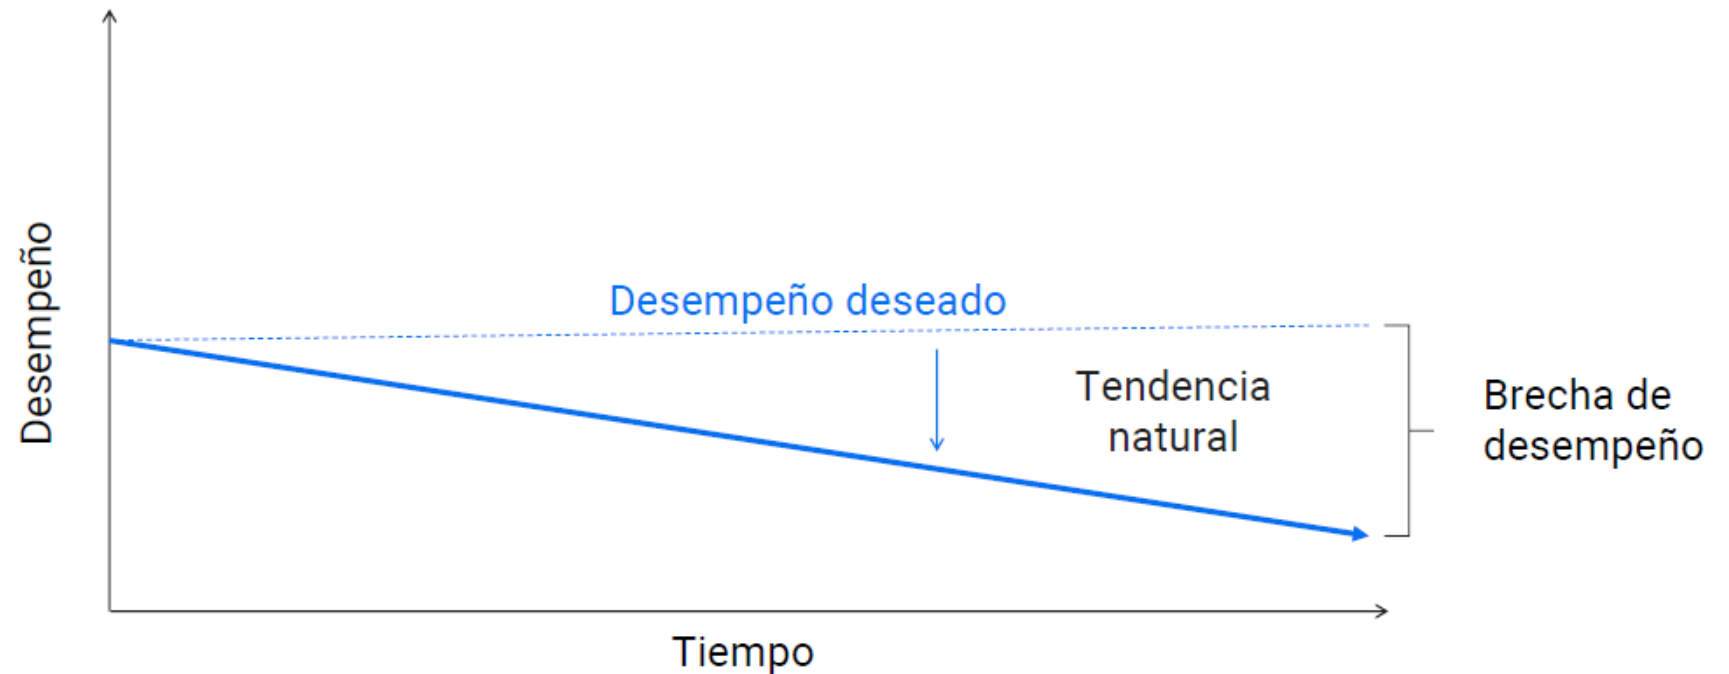 Desempeño
Desempeño deseado
Tendencia
natural
Brecha de
desempeño
Tiempo